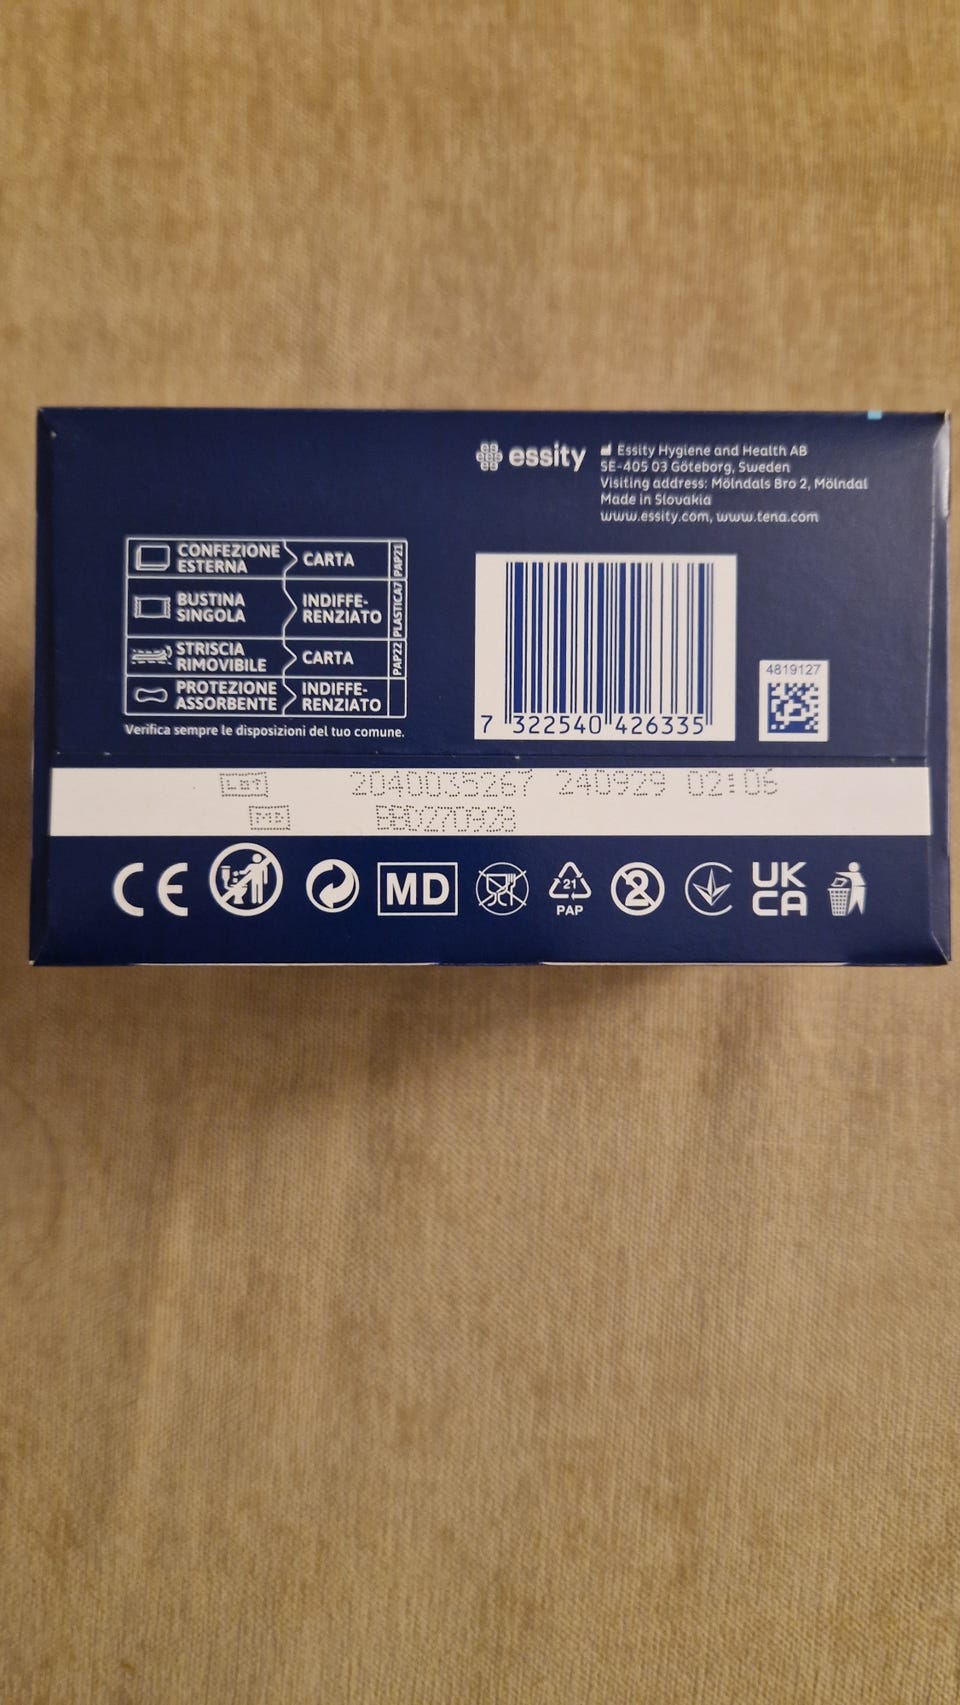 essity
Essity Hygiene and Health AB
SE-405 03 Göteborg, Sweden
Visiting address: Mölndals Bro 2, Mölndal
Made in Slovakia
www.essity.com, www.tena.com
CONFEZIONE
ESTERNA
CARTA
PAP21
BUSTINA
SINGOLA
INDIFFE-
RENZIATO
PLASTICA7
STRISCIA
RIMOVIBILE
CARTA
PAP22
PROTEZIONE
ASSORBENTE
INDIFFE-
RENZIATO
Verifica sempre le disposizioni del tuo comune.
7 322540 426335
4819127
LOT 2040035267 240929 02:06
CE
MD
21
PAP
2
UK
CA